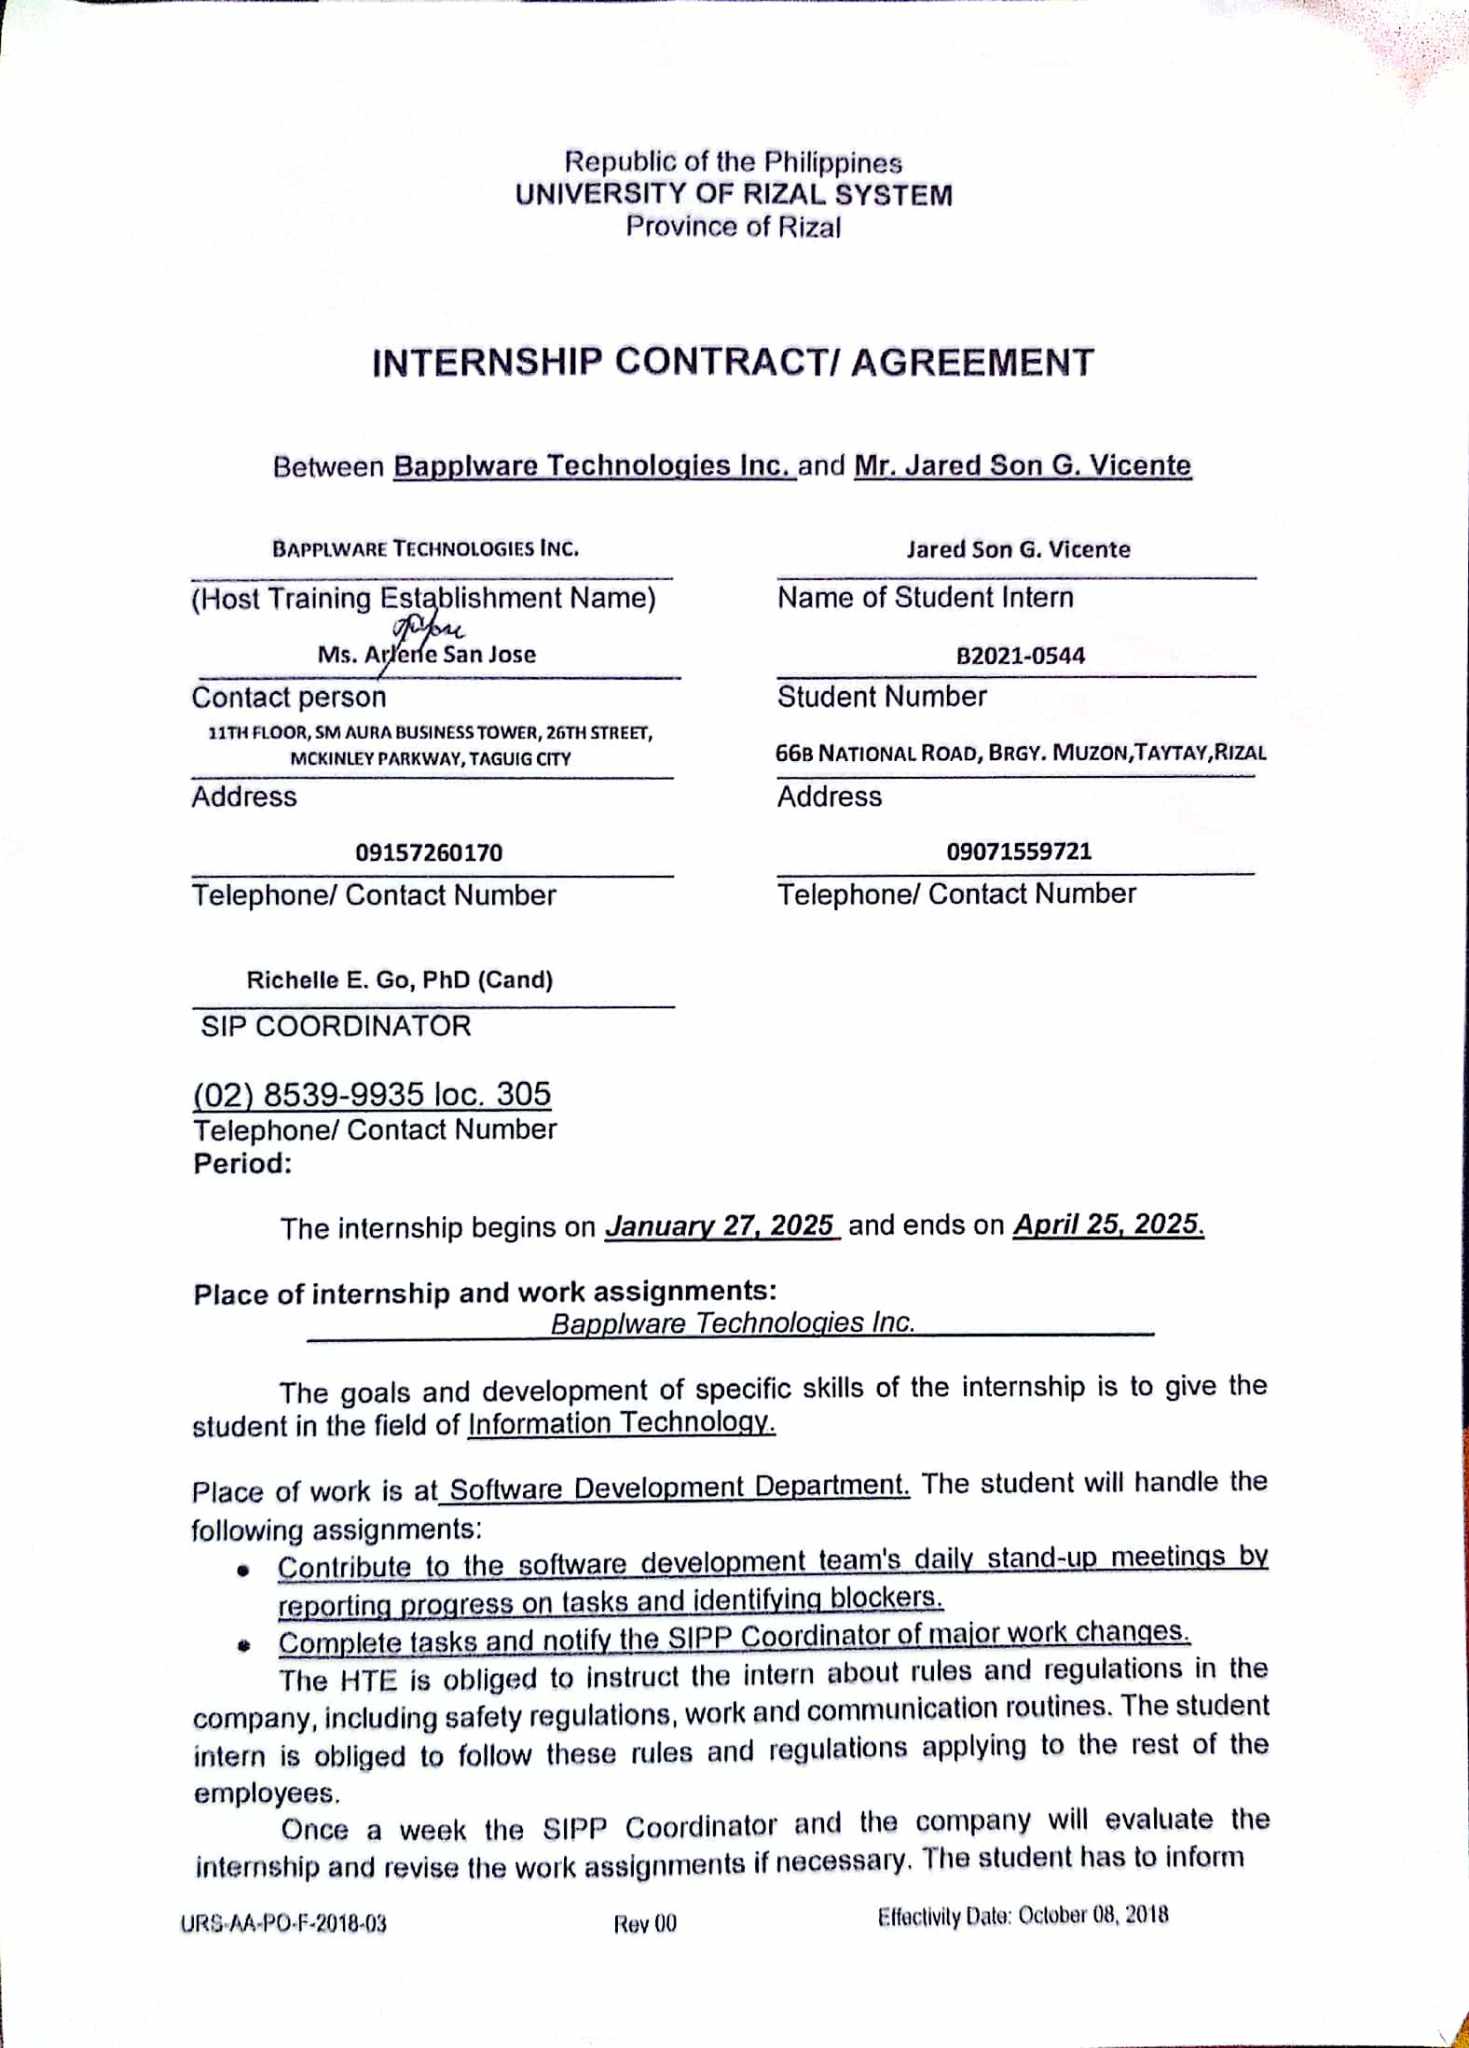 Republic of the Philippines
UNIVERSITY OF RIZAL SYSTEM
Province of Rizal
INTERNSHIP CONTRACT/ AGREEMENT
Between Bapplware Technologies Inc. and Mr. Jared Son G. Vicente
BAPPLWARE TECHNOLOGIES INC.
(Host Training Establishment Name)
Ms. Arlene San Jose
Contact person
11TH FLOOR, SM AURA BUSINESS TOWER, 26TH STREET,
MCKINLEY PARKWAY, TAGUIG CITY
Address
09157260170
Telephone/ Contact Number
Jared Son G. Vicente
Name of Student Intern
B2021-0544
Student Number
66B NATIONAL ROAD, BRGY. MUZON,TAYTAY,RIZAL
Address
09071559721
Telephone/ Contact Number
Richelle E. Go, PhD (Cand)
SIP COORDINATOR
(02) 8539-9935 loc. 305
Telephone/ Contact Number
Period:
The internship begins on January 27, 2025 and ends on April 25, 2025.
Place of internship and work assignments:
Bapplware Technologies Inc.
The goals and development of specific skills of the internship is to give the
student in the field of Information Technology.
Place of work is at Software Development Department. The student will handle the
following assignments:
• Contribute to the software development team's daily stand-up meetings by
reporting progress on tasks and identifying blockers.
• Complete tasks and notify the SIPP Coordinator of major work changes.
The HTE is obliged to instruct the intern about rules and regulations in the
company, including safety regulations, work and communication routines. The student
intern is obliged to follow these rules and regulations applying to the rest of the
employees.
Once a week the SIPP Coordinator and the company will evaluate the
internship and revise the work assignments if necessary. The student has to inform
URS-AA-PO-F-2018-03 Rev 00 Effectivity Date: October 08, 2018